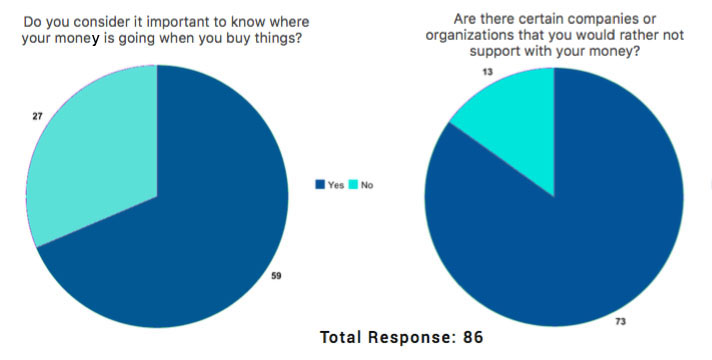 Do you consider it important to know where
your money is going when you buy things?
27
59
Yes No
Are there certain companies or
organizations that you would rather not
support with your money?
13
73
Total Response: 86